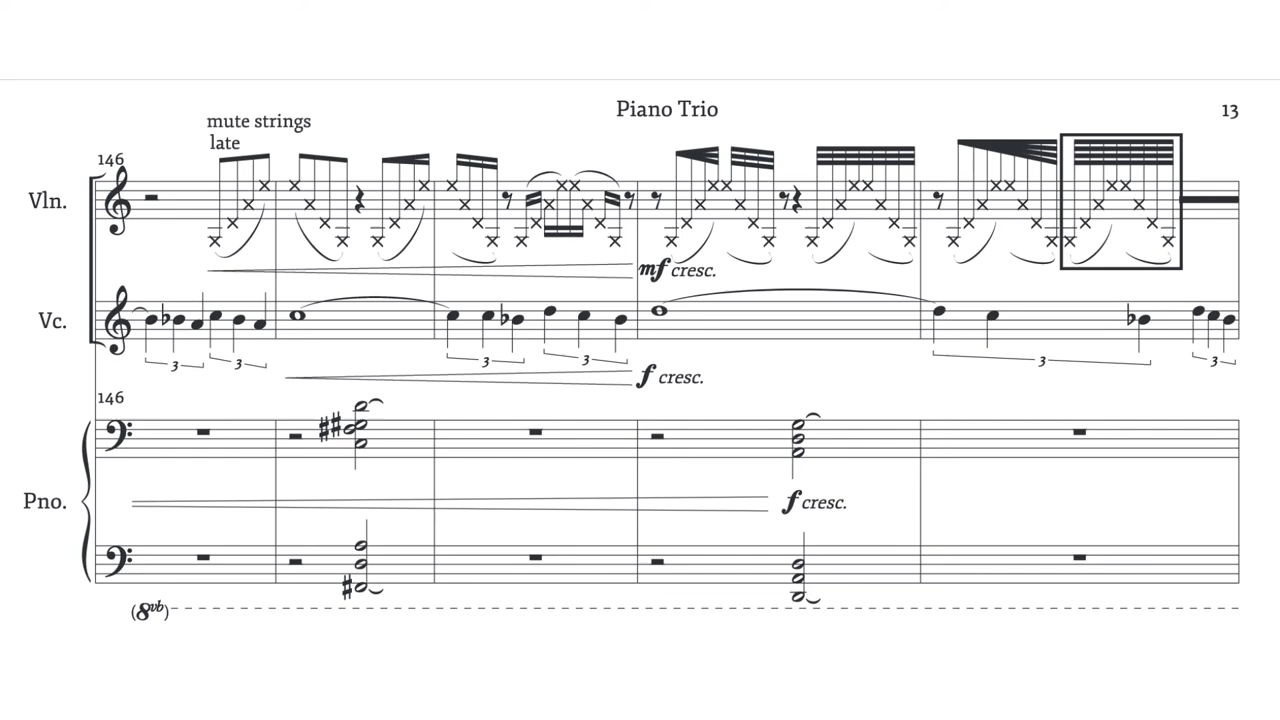 Piano Trio
13
mute strings
late
146
Vln.
mf cresc.
Vc.
3 3 3 3 3 3
f cresc.
146
Pno.
f cresc.
(8vb)